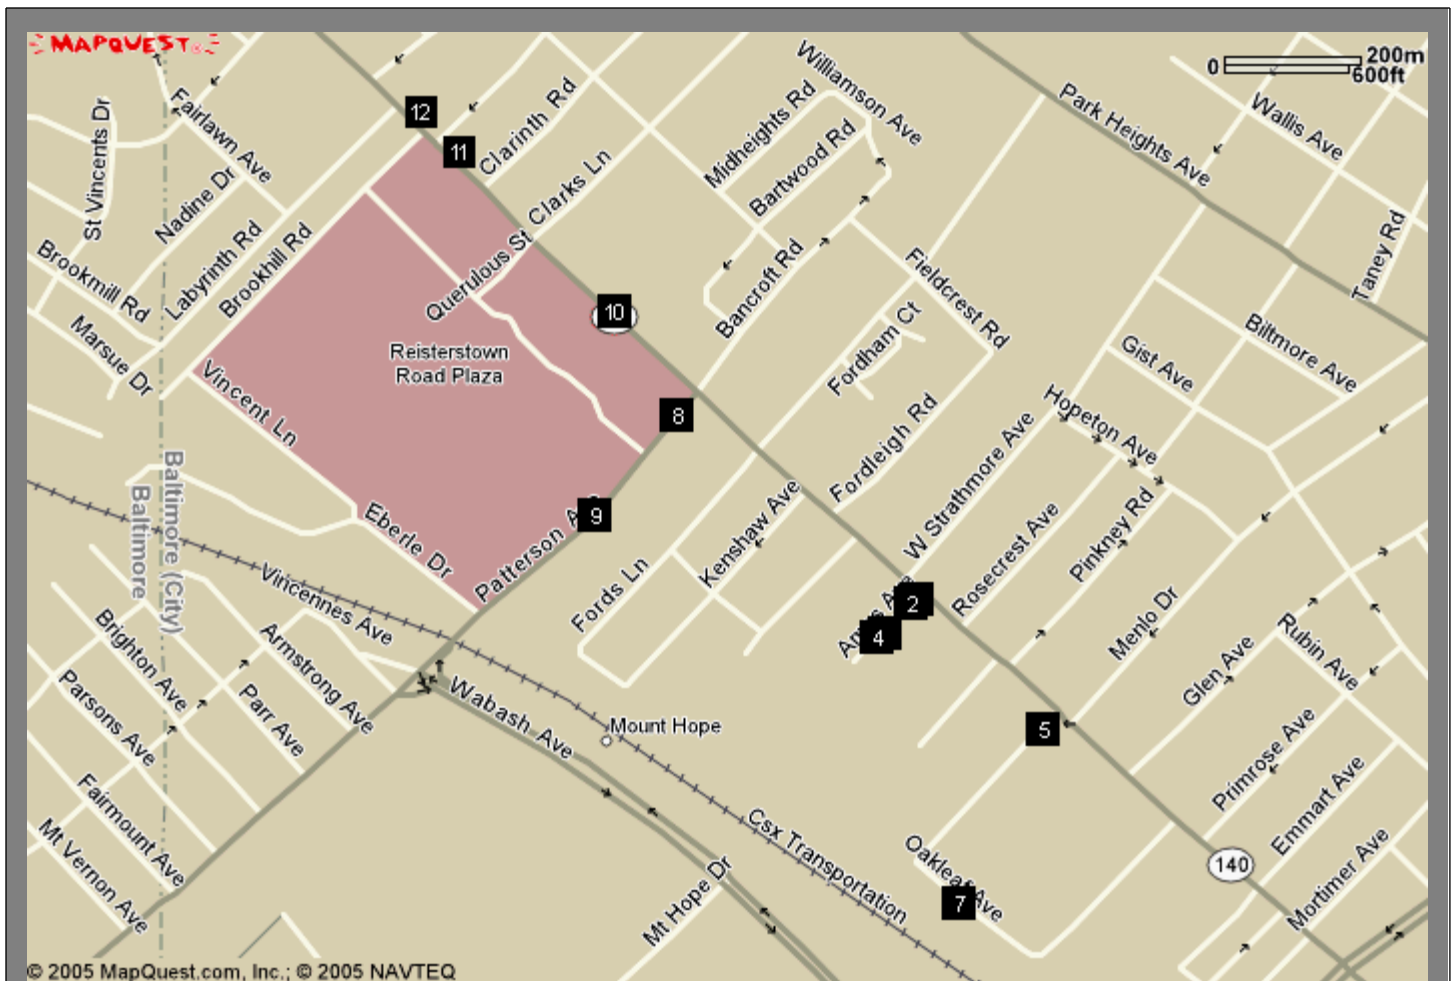 MAPQUEST
200m
0
600ft
Williamson Ave
Fairlawn Ave
St Vincents Dr
12
11
Clarinth Rd
Midheights Rd
Park Heights Ave
Wallis Ave
Bartwood Rd
Nadine Dr
Clarks Ln
Labyrinth Rd
Brookhill Rd
Querulous St
Bancroft Rd
Fieldcrest Rd
Taney Rd
Brookmill Rd
Marsue Dr
10
Fordham Ct
Biltmore Ave
Gist Ave
Reisterstown
Road Plaza
Vincent Ln
8
Hopeton Ave
Fordleigh Rd
W Strathmore Ave
Baltimore (City)
Baltimore
9
Patterson
Eberle Dr
Kenshaw Ave
Pinkney Rd
Rosecrest Ave
Fords Ln
Vincennes Ave
2
4
Menlo Dr
Brighton Ave
Armstrong Ave
Glen Ave
Rubin Ave
Parsons Ave
Parr Ave
Wabash Ave
Mount Hope
5
Primrose Ave
Fairmount Ave
Emmart Ave
Mt Vernon Ave
Csx Transportation
Oakleaf Ave
7
140
Mortimer Ave
Mt Hope Dr
© 2005 MapQuest.com, Inc.; © 2005 NAVTEQ